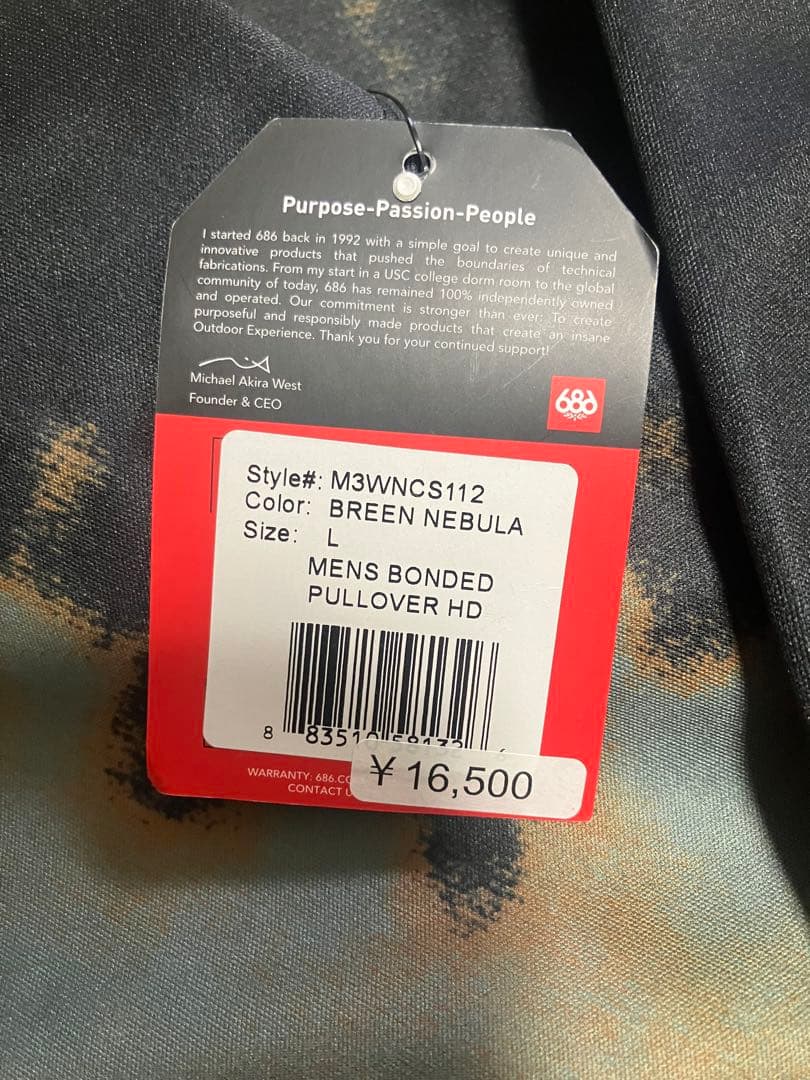 Purpose-Passion-People
I started 686 back in 1992 with a simple goal to create unique and
innovative products that pushed the boundaries of technical
fabrications. From my start in a USC college dorm room to the global
community of today, 686 has remained 100% independently owned
and operated. Our commitment is stronger than ever: To create
purposeful and responsibly made products that create an insane
Outdoor Experience. Thank you for your continued support!
Michael Akira West
Founder & CEO
686
Style#: M3WNCS112
Color: BREEN NEBULA
Size: L
MENS BONDED
PULLOVER HD
8 83510
WARRANTY: 686.CO
CONTACT
¥ 16,500